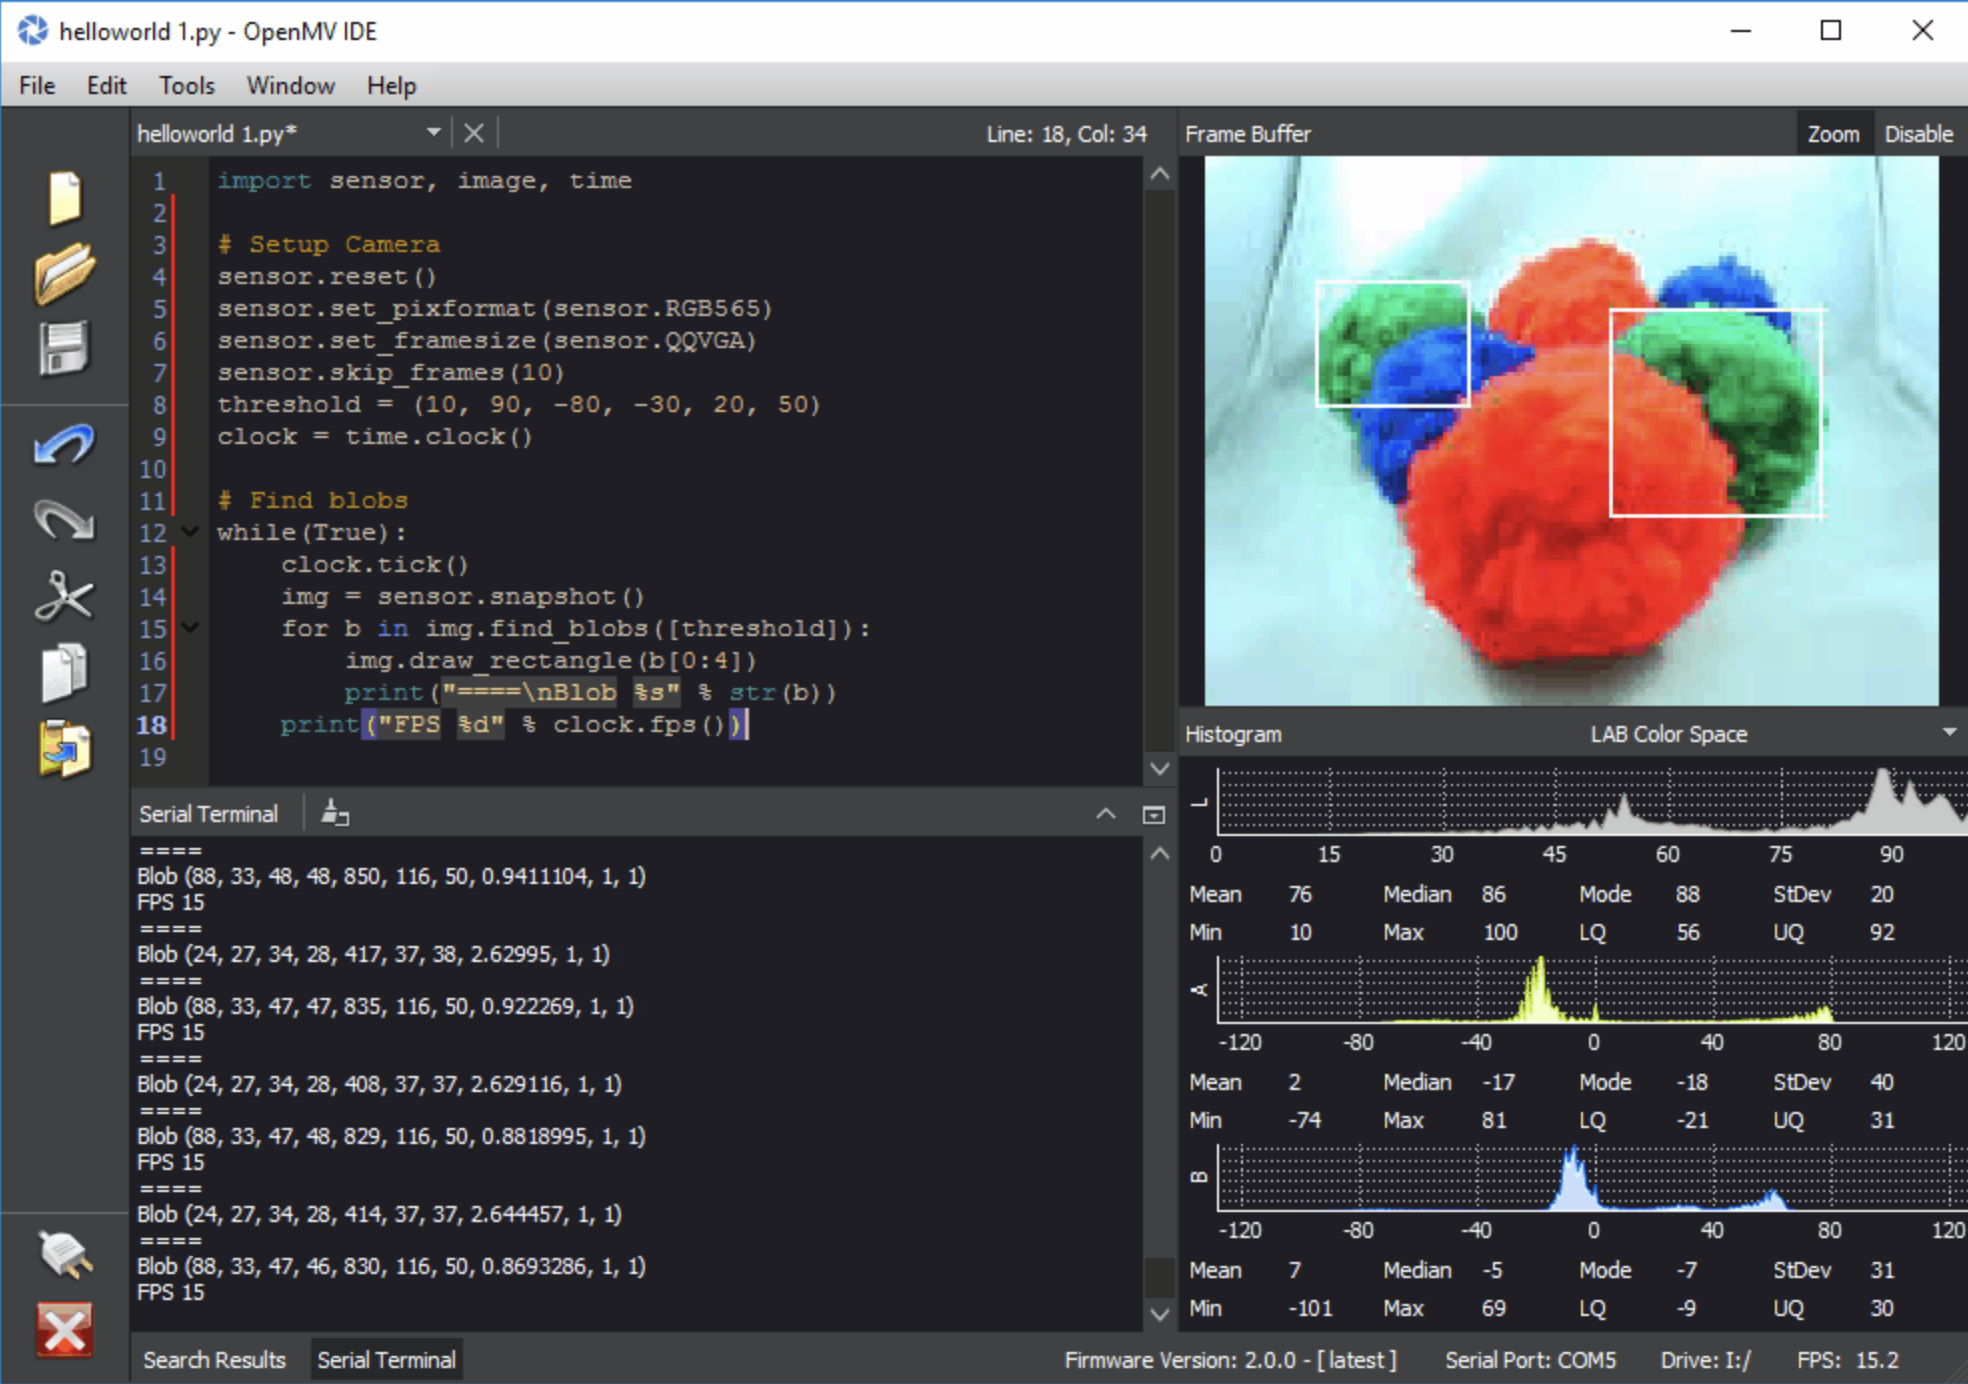 helloworld 1.py - OpenMV IDE
File Edit Tools Window Help
helloworld 1.py*
Line: 18, Col: 34
1 import sensor, image, time
2
3 # Setup Camera
4 sensor.reset()
5 sensor.set_pixformat(sensor.RGB565)
6 sensor.set_framesize(sensor.QQVGA)
7 sensor.skip_frames(10)
8 threshold = (10, 90, -80, -30, 20, 50)
9 clock = time.clock()
10
11 # Find blobs
12 while(True):
13     clock.tick()
14     img = sensor.snapshot()
15     for b in img.find_blobs([threshold]):
16         img.draw_rectangle(b[0:4])
17         print("====\nBlob %s" % str(b))
18     print("FPS %d" % clock.fps())
19
Serial Terminal
====
Blob (88, 33, 48, 48, 850, 116, 50, 0.9411104, 1, 1)
FPS 15
====
Blob (24, 27, 34, 28, 417, 37, 38, 2.62995, 1, 1)
====
Blob (88, 33, 47, 47, 835, 116, 50, 0.922269, 1, 1)
FPS 15
====
Blob (24, 27, 34, 28, 408, 37, 37, 2.629116, 1, 1)
====
Blob (88, 33, 47, 48, 829, 116, 50, 0.8818995, 1, 1)
FPS 15
====
Blob (24, 27, 34, 28, 414, 37, 37, 2.644457, 1, 1)
====
Blob (88, 33, 47, 46, 830, 116, 50, 0.8693286, 1, 1)
FPS 15
Frame Buffer
Zoom Disable
Histogram LAB Color Space
L
0 15 30 45 60 75 90
Mean 76 Median 86 Mode 88 StDev 20
Min 10 Max 100 LQ 56 UQ 92
A
-120 -80 -40 0 40 80 120
Mean 2 Median -17 Mode -18 StDev 40
Min -74 Max 81 LQ -21 UQ 31
B
-120 -80 -40 0 40 80 120
Mean 7 Median -5 Mode -7 StDev 31
Min -101 Max 69 LQ -9 UQ 30
Search Results Serial Terminal
Firmware Version: 2.0.0 - [ latest ] Serial Port: COM5 Drive: I:/ FPS: 15.2